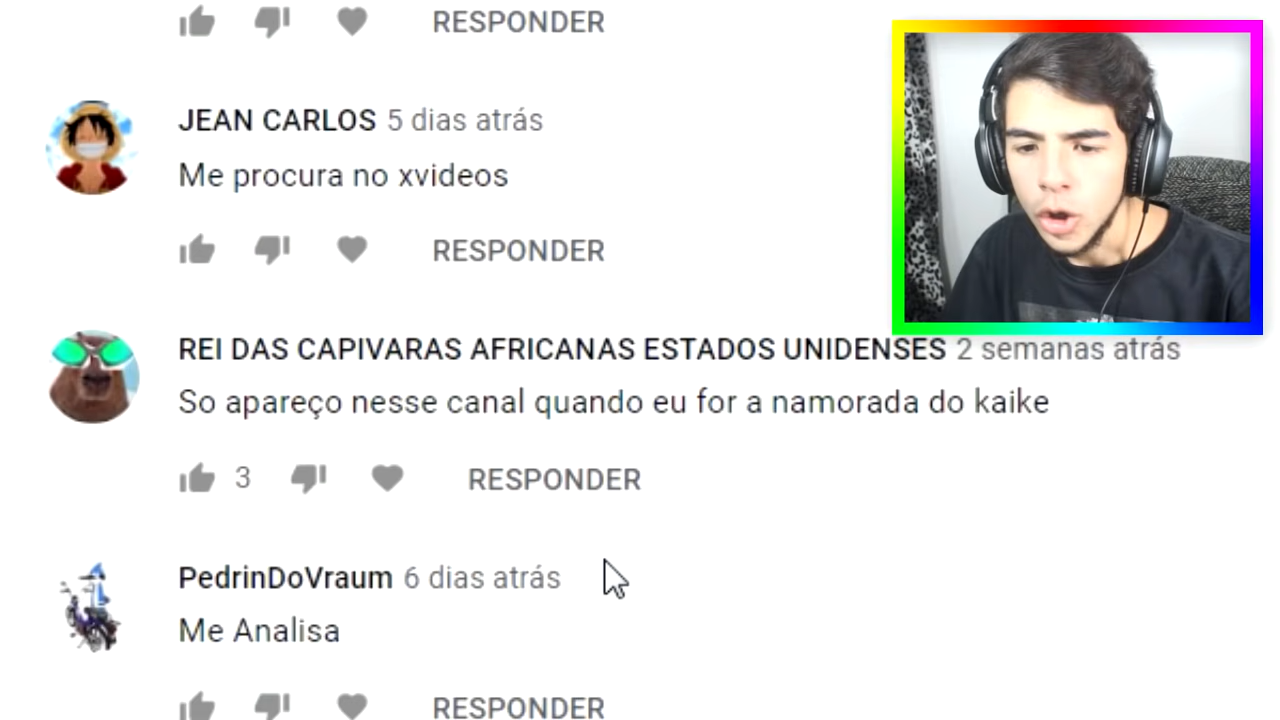 RESPONDER
JEAN CARLOS 5 dias atrás
Me procura no xvideos
RESPONDER
REI DAS CAPIVARAS AFRICANAS ESTADOS UNIDENSES 2 semanas atrás
So apareço nesse canal quando eu for a namorada do kaike
3 RESPONDER
PedrinDoVraum 6 dias atrás
Me Analisa
RESPONDER